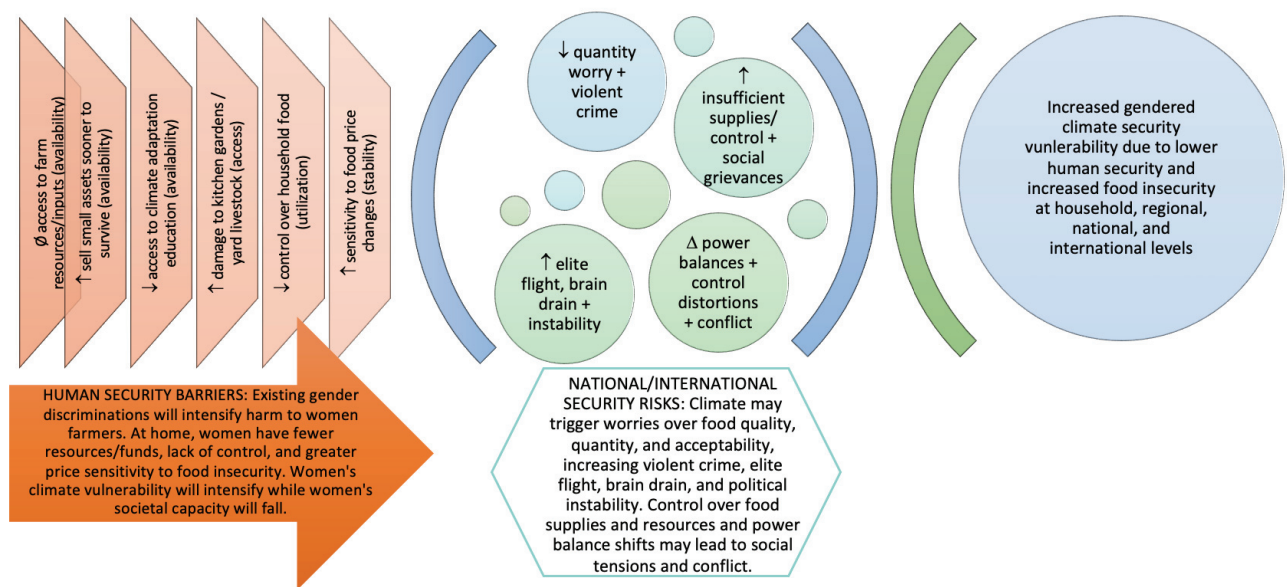 Ø access to farm
resources/inputs (availability)
↑ sell small assets sooner to
survive (availability)
↓ access to climate adaptation
education (availability)
↑ damage to kitchen gardens /
yard livestock (access)
↓ control over household food
(utilization)
↑ sensitivity to food price
changes (stability)
HUMAN SECURITY BARRIERS: Existing gender
discriminations will intensify harm to women
farmers. At home, women have fewer
resources/funds, lack of control, and greater
price sensitivity to food insecurity. Women's
climate vulnerability will intensify while women's
societal capacity will fall.
↓ quantity
worry +
violent
crime
↑
insufficient
supplies/
control +
social
grievances
↑ elite
flight, brain
drain +
instability
Δ power
balances +
control
distortions
+ conflict
NATIONAL/INTERNATIONAL
SECURITY RISKS: Climate may
trigger worries over food quality,
quantity, and acceptability,
increasing violent crime, elite
flight, brain drain, and political
instability. Control over food
supplies and resources and power
balance shifts may lead to social
tensions and conflict.
Increased gendered
climate security
vunlerability due to lower
human security and
increased food insecurity
at household, regional,
national, and
international levels